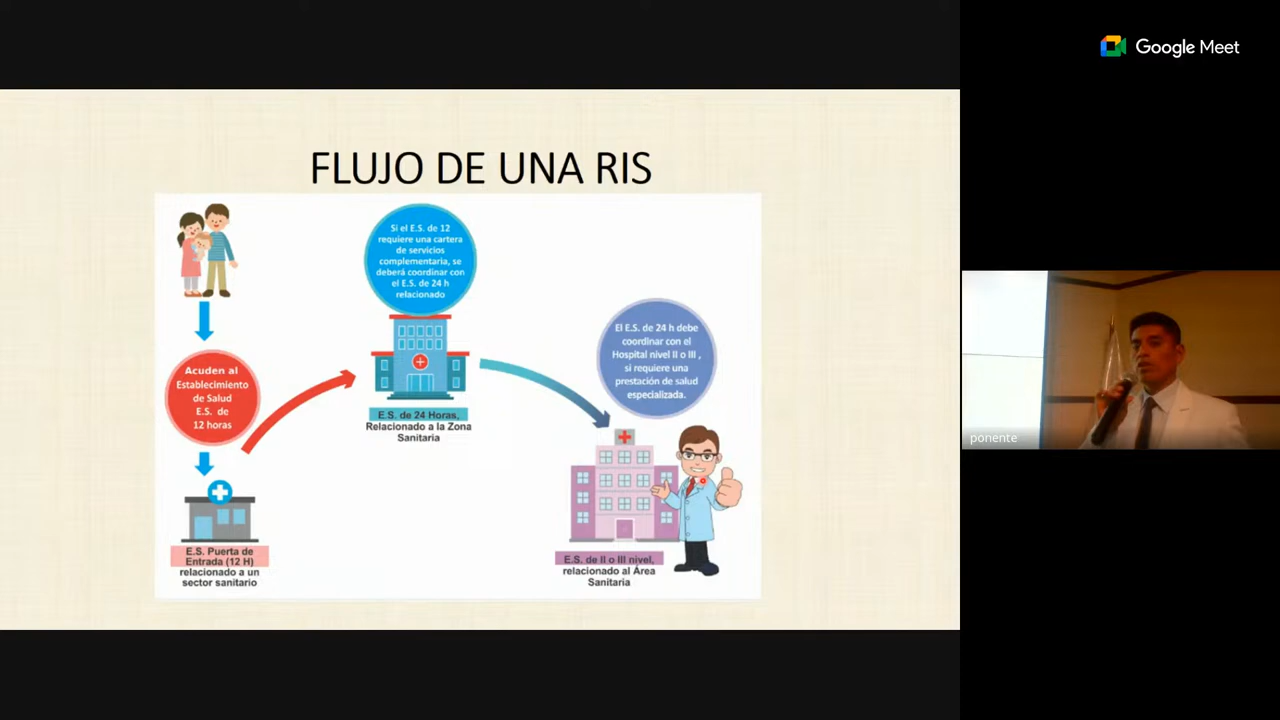 Google Meet
FLUJO DE UNA RIS
Acuden al
Establecimiento
de Salud
E.S. de
12 horas
E.S. Puerta de
Entrada (12 H)
relacionado a un
sector sanitario
Si el E.S. de 12
requiere una cartera
de servicios
complementaria, se
deberá coordinar con
el E.S. de 24 h
relacionado
E.S. de 24 Horas,
Relacionado a la Zona
Sanitaria
El E.S. de 24 h debe
coordinar con el
Hospital nivel II o III ,
si requiere una
prestación de salud
especializada.
E.S. de II o III nivel,
relacionado al Área
Sanitaria
ponente